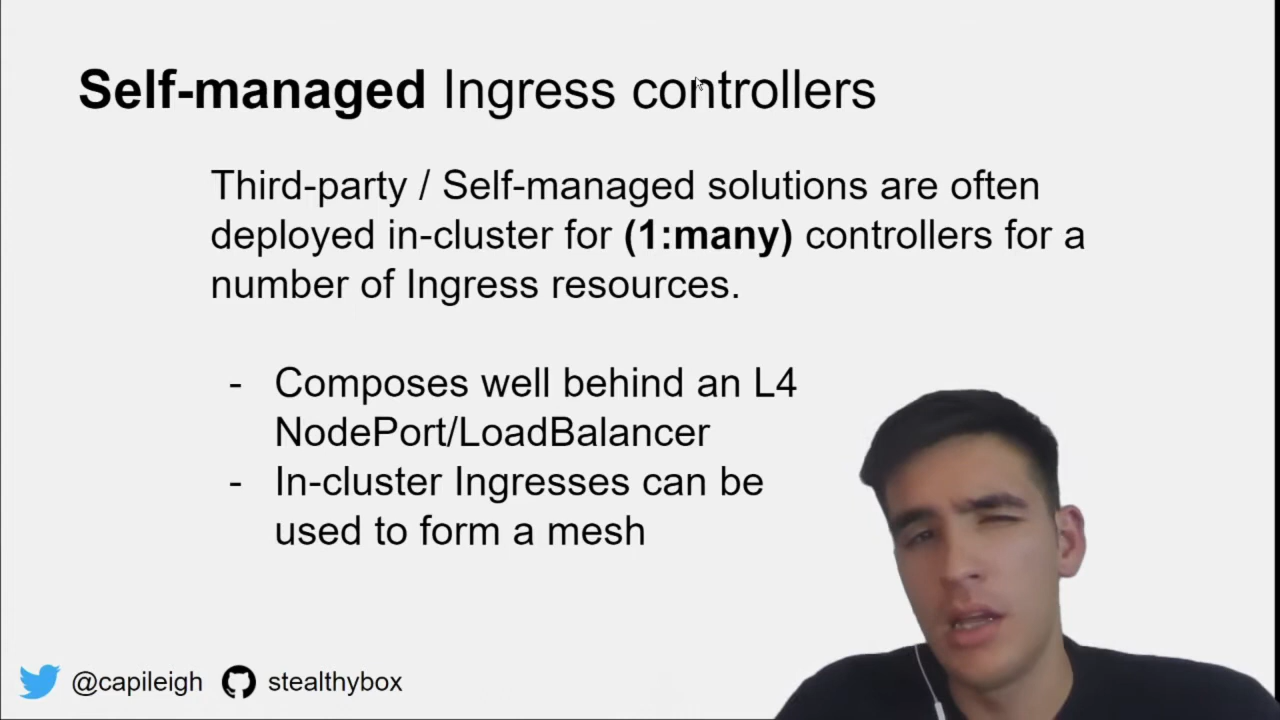 Self-managed Ingress controllers
Third-party / Self-managed solutions are often
deployed in-cluster for (1:many) controllers for a
number of Ingress resources.
- Composes well behind an L4
NodePort/LoadBalancer
- In-cluster Ingresses can be
used to form a mesh
@capileigh stealthybox